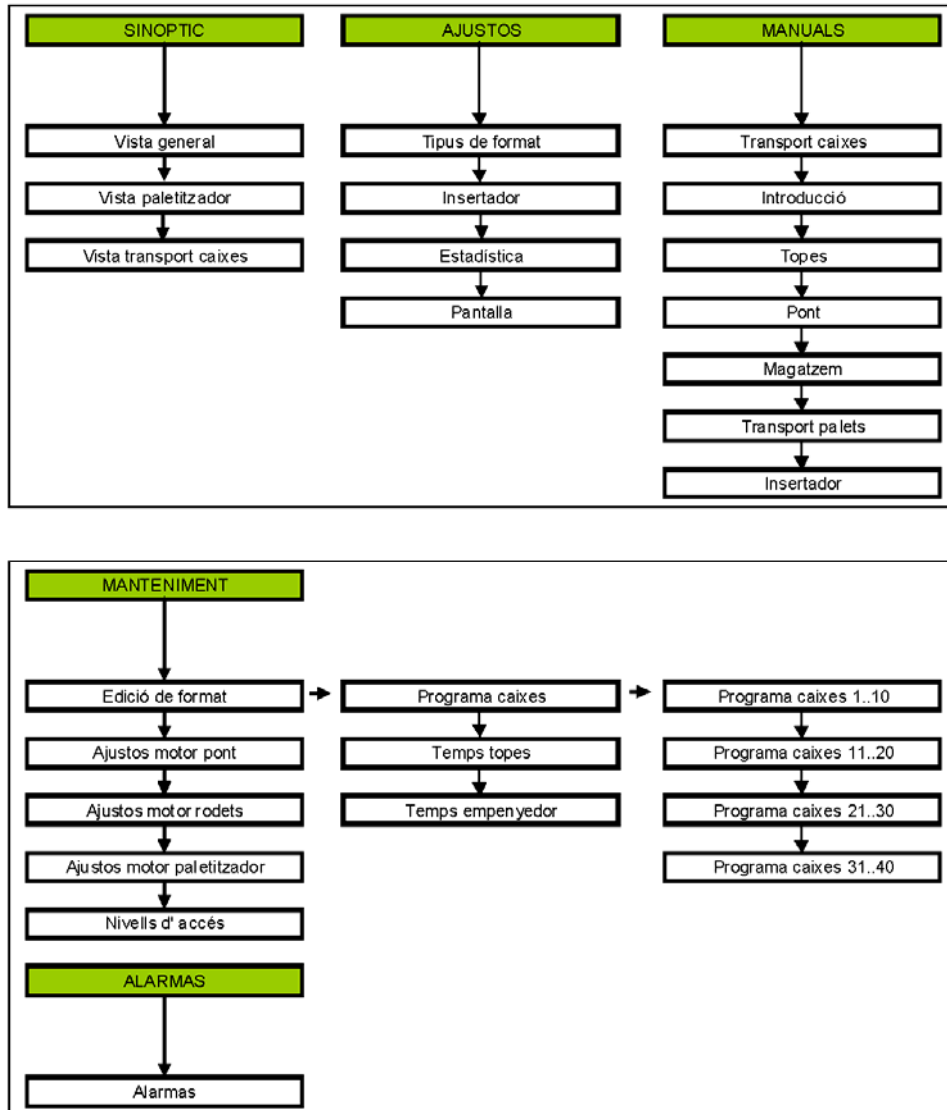 SINOPTIC
Vista general
Vista paletitzador
Vista transport caixes
AJUSTOS
Tipus de format
Insertador
Estadística
Pantalla
MANUALS
Transport caixes
Introducció
Topes
Pont
Magatzem
Transport palets
Insertador
MANTENIMENT
Edició de format
Ajustos motor pont
Ajustos motor rodets
Ajustos motor paletitzador
Nivells d' accés
Programa caixes
Temps topes
Temps empenyedor
Programa caixes 1..10
Programa caixes 11..20
Programa caixes 21..30
Programa caixes 31..40
ALARMAS
Alarmas